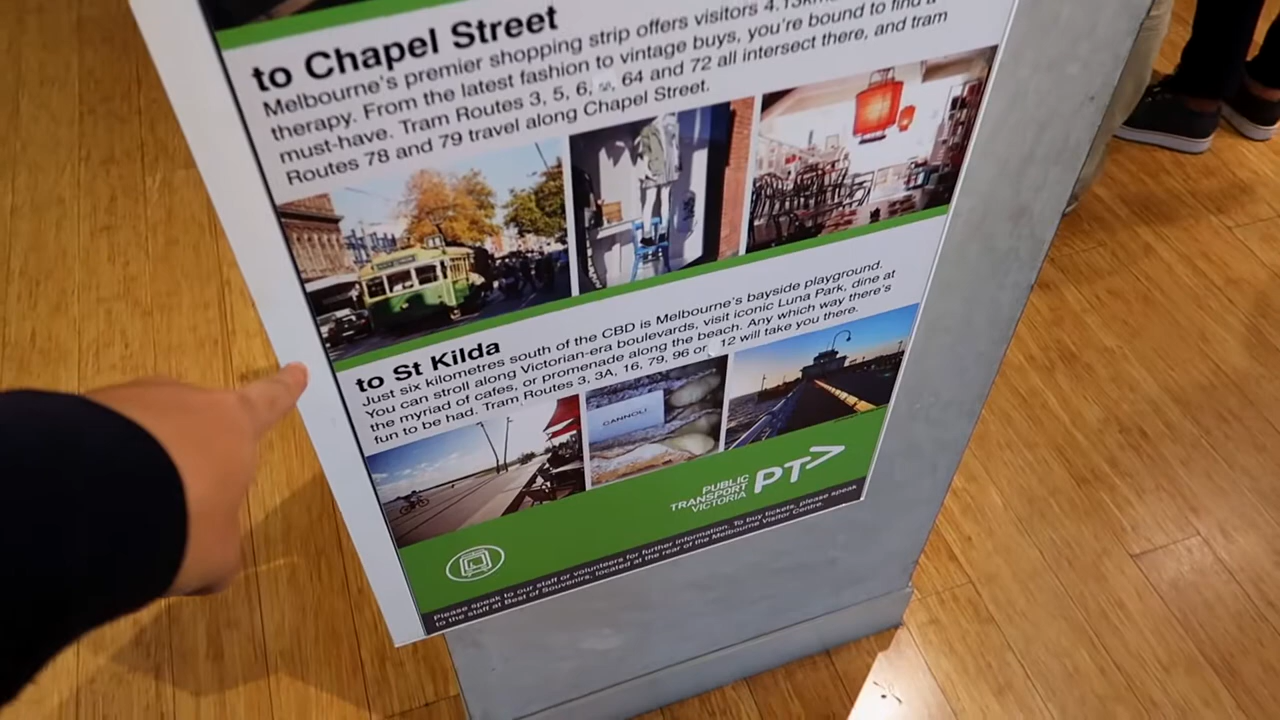 to Chapel Street
Melbourne's premier shopping strip offers visitors
therapy. From the latest fashion to vintage buys, you're bound to find a
must-have. Tram Routes 3, 5, 6, 64 and 72 all intersect there, and tram
Routes 78 and 79 travel along Chapel Street.
to St Kilda
Just six kilometres south of the CBD is Melbourne's bayside playground.
You can stroll along Victorian-era boulevards, visit iconic Luna Park, dine at
the myriad of cafes, or promenade along the beach. Any which way there's
fun to be had. Tram Routes 3, 3A, 16, 79, 96 or 12 will take you there.
CANNOLI
PUBLIC
TRANSPORT
VICTORIA
PT>
Please speak to our staff or volunteers for further information. To buy tickets, please speak
to the staff at Best of Souvenirs, located at the rear of the Melbourne Visitor Centre.